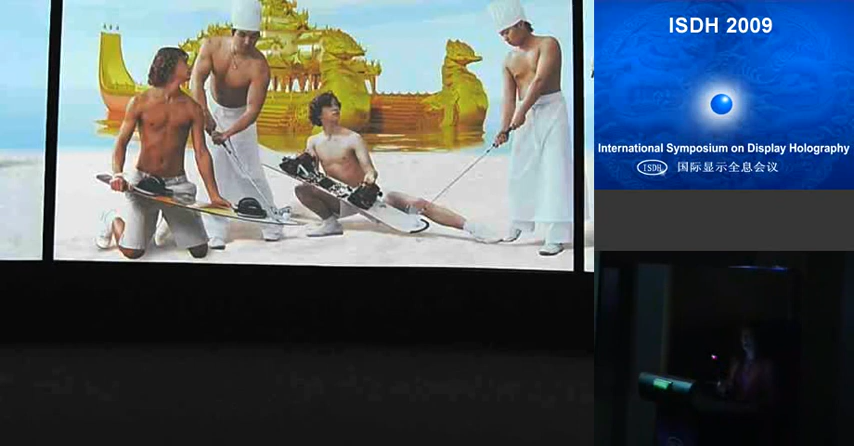 ISDH 2009
International Symposium on Display Holography
ISDH 国际显示全息会议